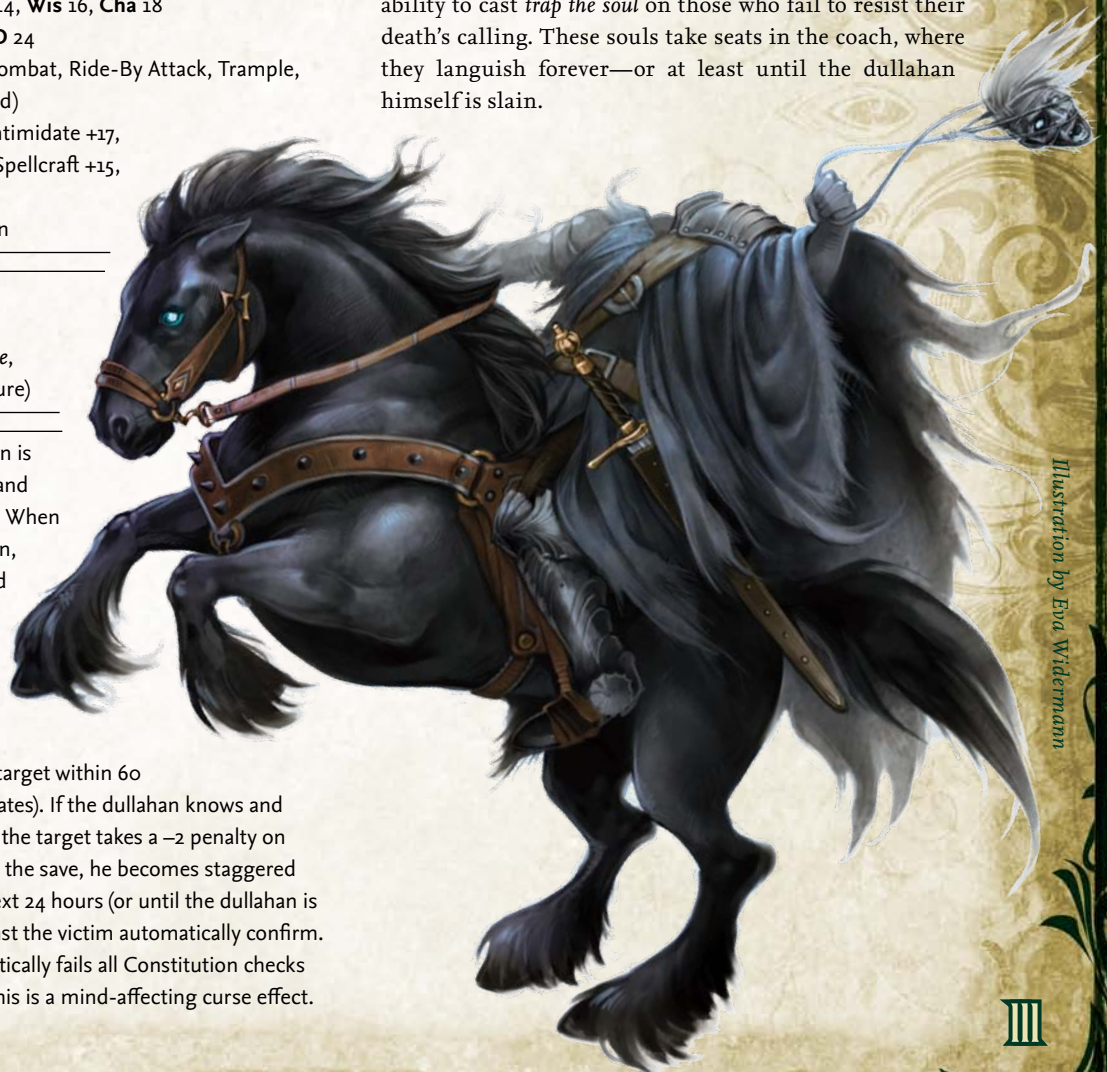 14, Wis 16, Cha 18
D 24
ombat, Ride-By Attack, Trample,
d)
ntimidate +17,
Spellcraft +15,
n
e,
ure)
n is
and
When
n,
d
target within 60
ates). If the dullahan knows and
the target takes a –2 penalty on
the save, he becomes staggered
ext 24 hours (or until the dullahan is
st the victim automatically confirm.
tically fails all Constitution checks
his is a mind-affecting curse effect.
ability to cast trap the soul on those who fail to resist their
death's calling. These souls take seats in the coach, where
they languish forever—or at least until the dullahan
himself is slain.
Illustration by Eva Widermann